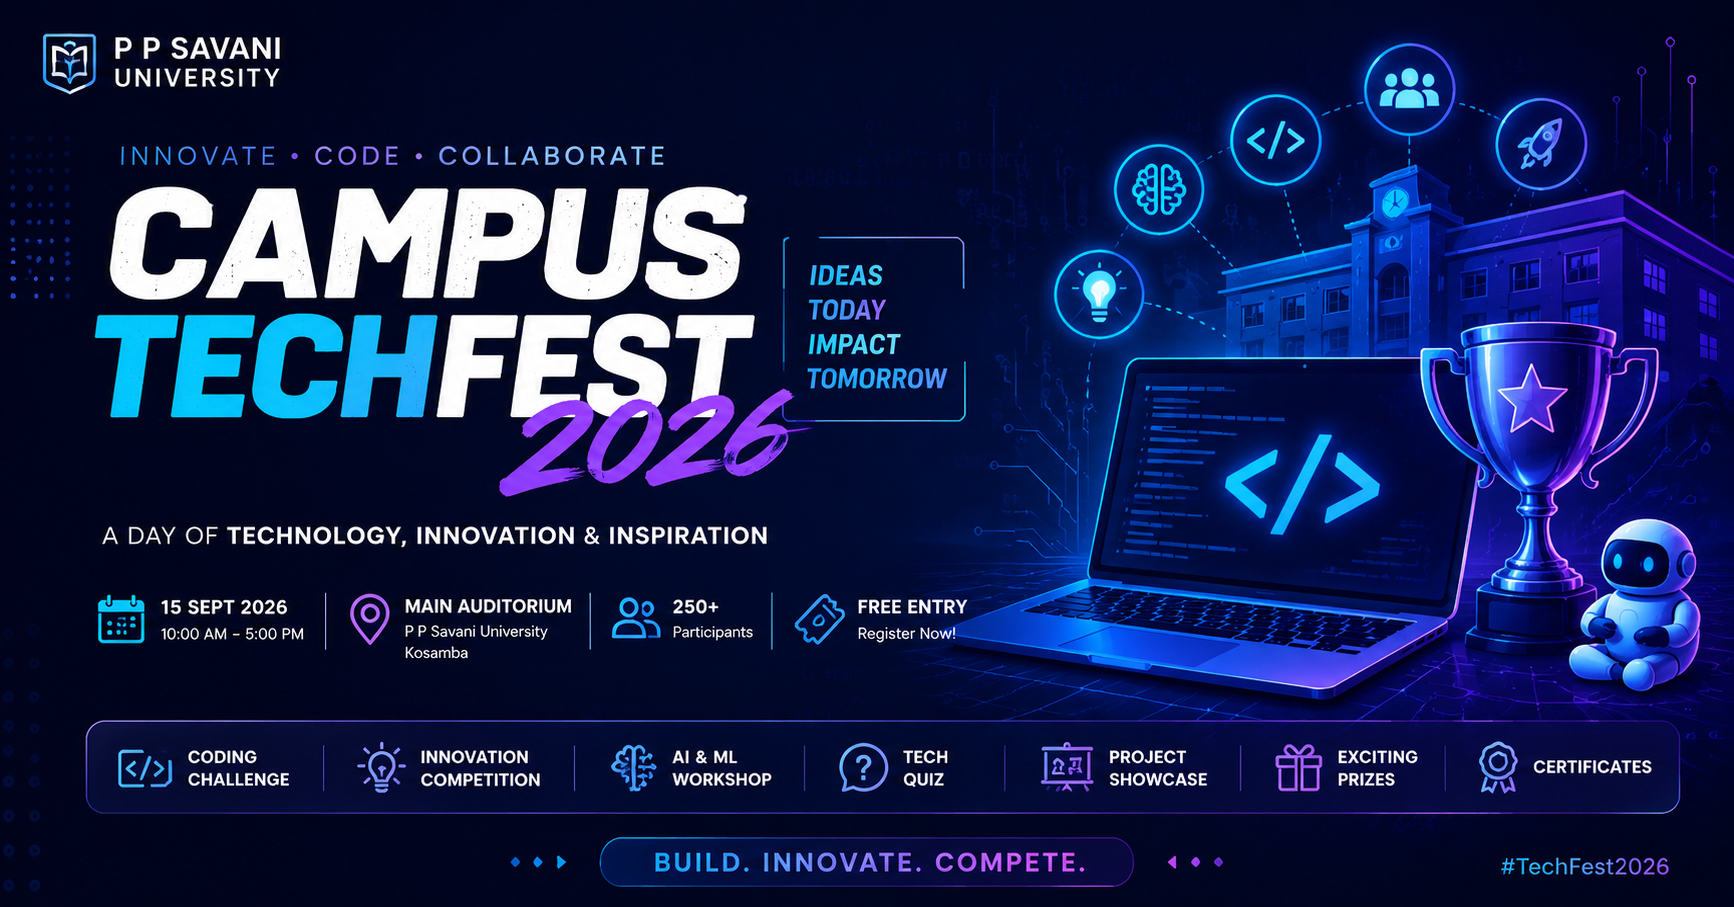 P P SAVANI
UNIVERSITY
INNOVATE • CODE • COLLABORATE
CAMPUS
TECHFEST
2026
IDEAS
TODAY
IMPACT
TOMORROW
A DAY OF TECHNOLOGY, INNOVATION & INSPIRATION
15 SEPT 2026
10:00 AM – 5:00 PM
MAIN AUDITORIUM
P P Savani University
Kosamba
250+
Participants
FREE ENTRY
Register Now!
</>
</>
CODING
CHALLENGE
INNOVATION
COMPETITION
AI & ML
WORKSHOP
TECH
QUIZ
PROJECT
SHOWCASE
EXCITING
PRIZES
CERTIFICATES
BUILD. INNOVATE. COMPETE.
#TechFest2026